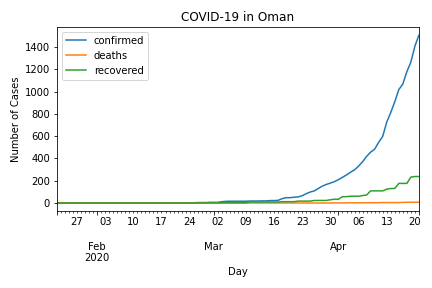 COVID-19 in Oman
confirmed
deaths
recovered
Number of Cases
1400
1200
1000
800
600
400
200
0
27 03 10 17 24 02 09 16 23 30 06 13 20
Feb Mar Apr
2020
Day